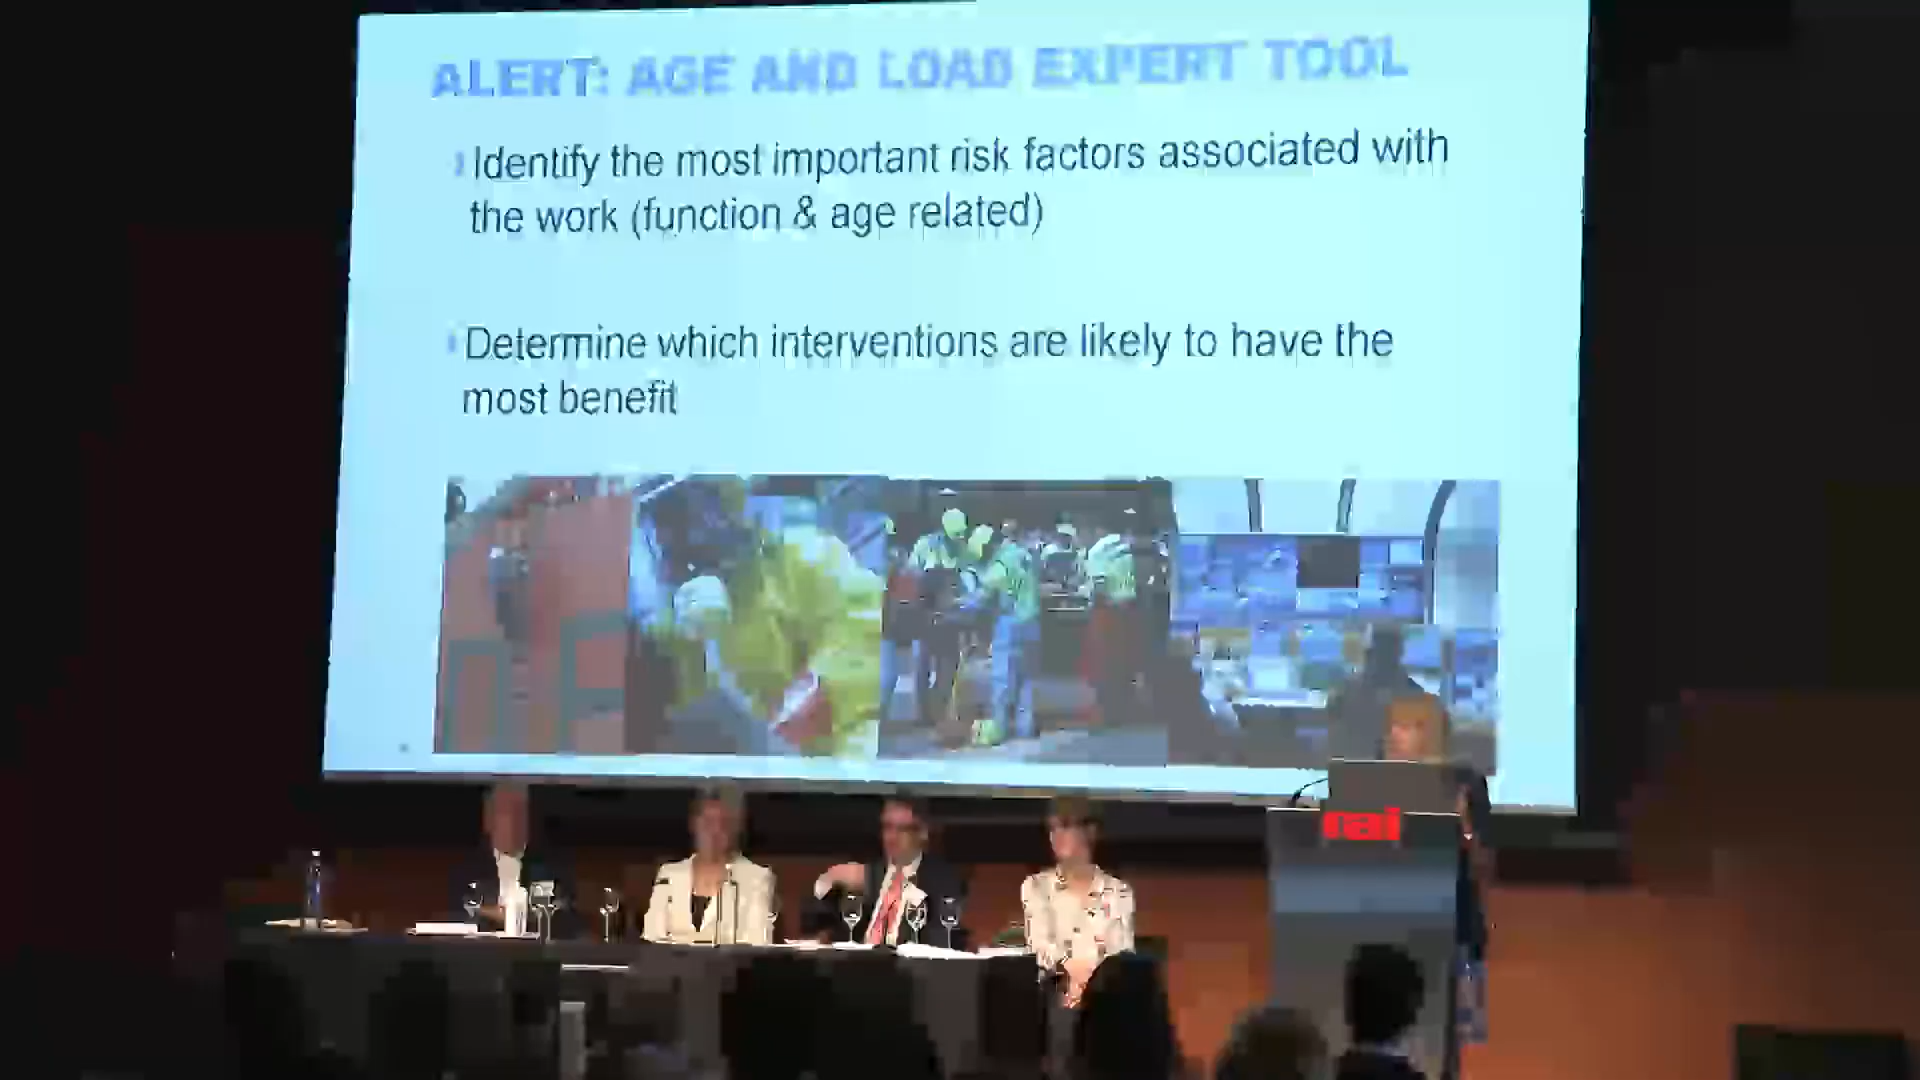 ALERT: AGE AND LOAD EXPERT TOOL
Identify the most important risk factors associated with
the work (function & age related)
Determine which interventions are likely to have the
most benefit
rai